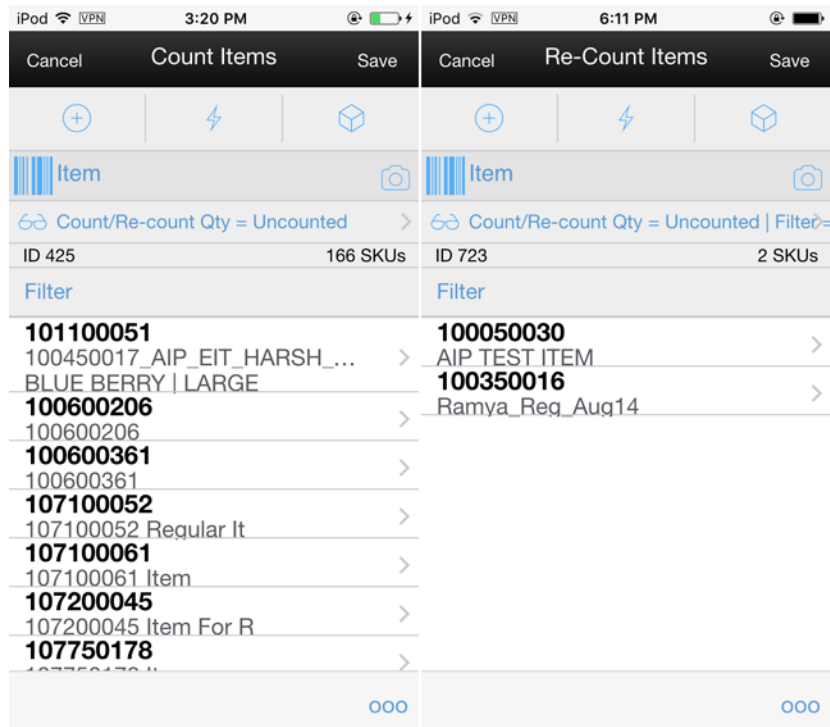 iPod VPN 3:20 PM
Cancel Count Items Save
Item
Count/Re-count Qty = Uncounted
ID 425 166 SKUs
Filter
101100051
100450017_AIP_EIT_HARSH_...
BLUE BERRY | LARGE
100600206
100600206
100600361
100600361
107100052
107100052 Regular It
107100061
107100061 Item
107200045
107200045 Item For R
107750178
ooo
iPod VPN 6:11 PM
Cancel Re-Count Items Save
Item
Count/Re-count Qty = Uncounted | Filter =
ID 723 2 SKUs
Filter
100050030
AIP TEST ITEM
100350016
Ramya_Reg_Aug14
ooo